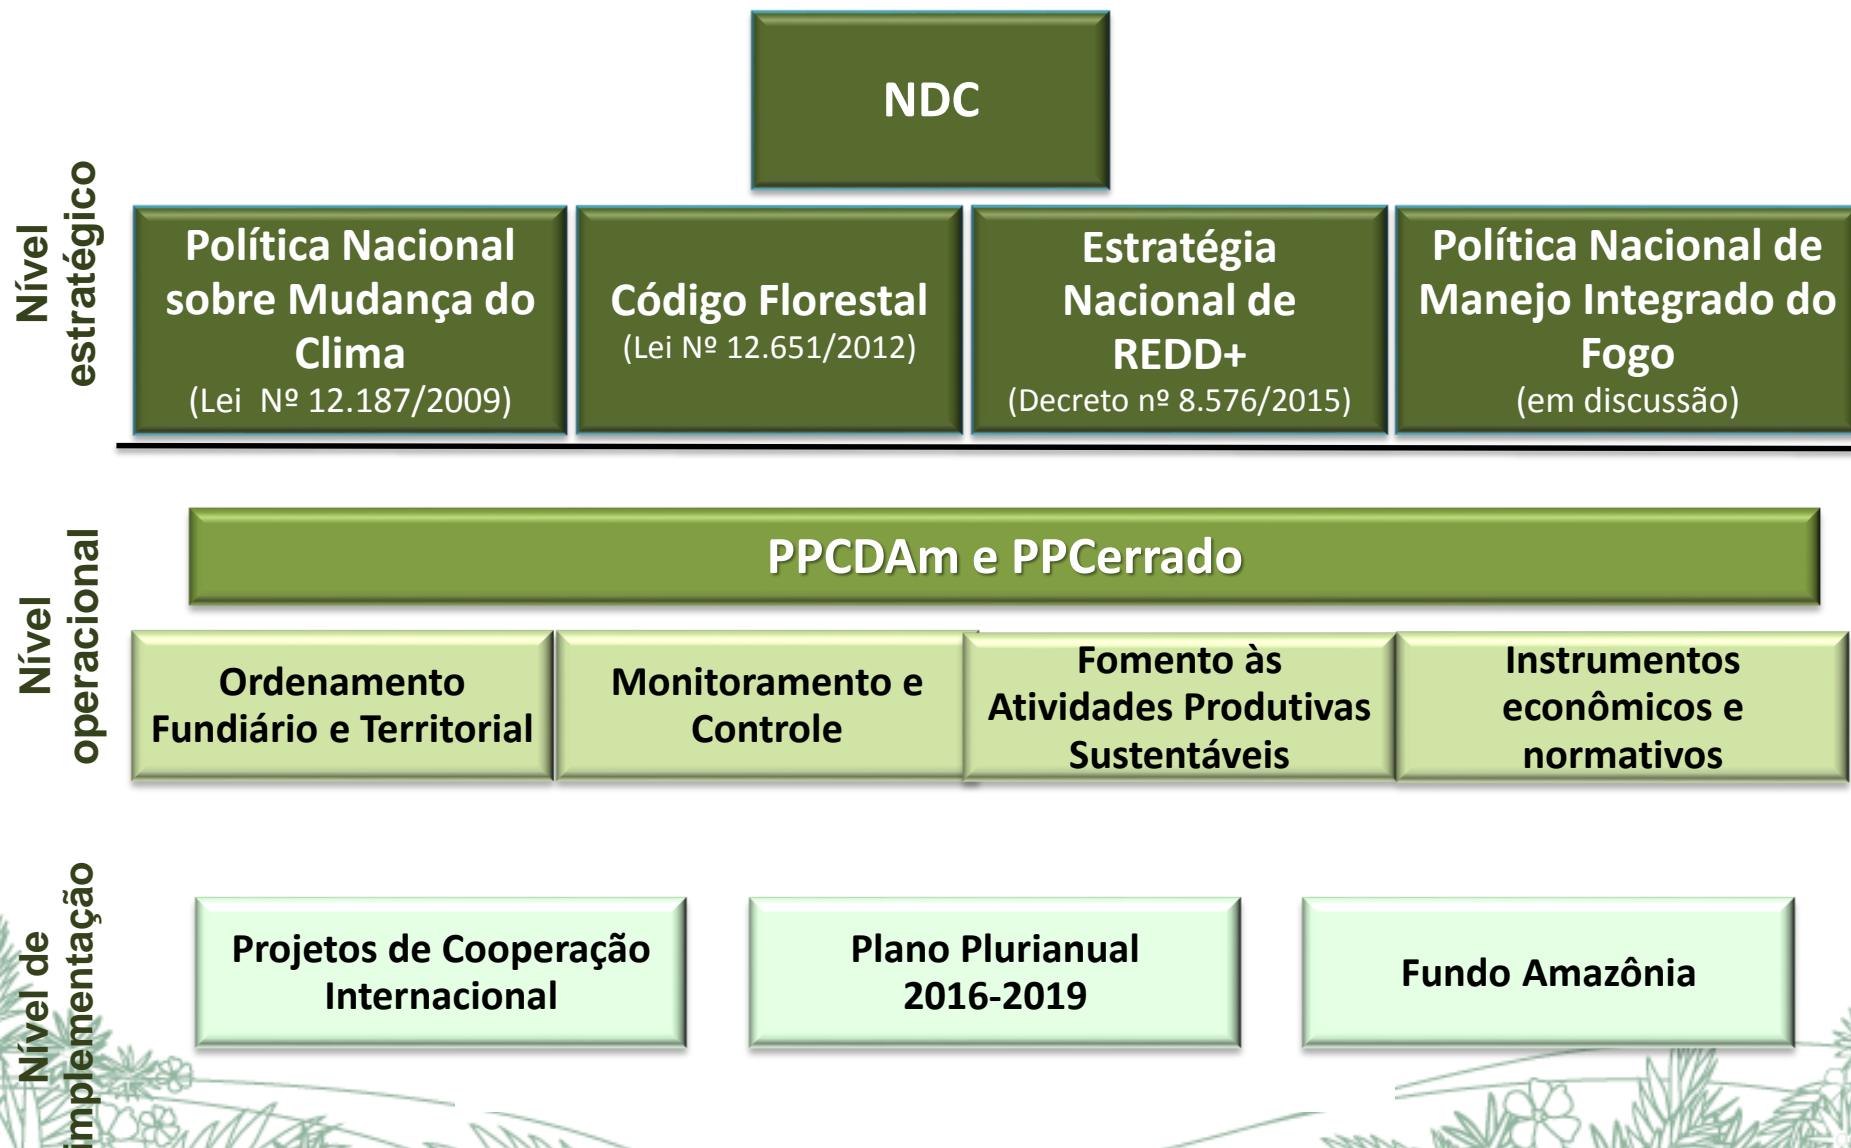 NDC
Nível
estratégico
Política Nacional
sobre Mudança do
Clima
(Lei Nº 12.187/2009)
Código Florestal
(Lei Nº 12.651/2012)
Estratégia
Nacional de
REDD+
(Decreto nº 8.576/2015)
Política Nacional de
Manejo Integrado do
Fogo
(em discussão)
Nível
operacional
PPCDAm e PPCerrado
Ordenamento
Fundiário e Territorial
Monitoramento e
Controle
Fomento às
Atividades Produtivas
Sustentáveis
Instrumentos
econômicos e
normativos
Nível de
implementação
Projetos de Cooperação
Internacional
Plano Plurianual
2016-2019
Fundo Amazônia